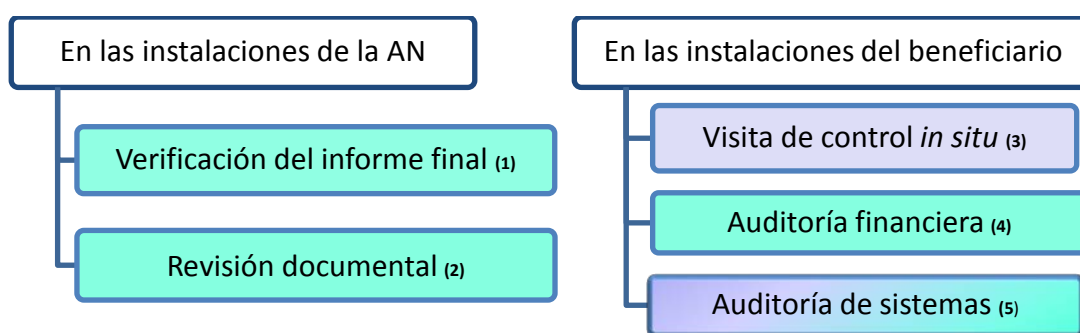 En las instalaciones de la AN
Verificación del informe final (1)
Revisión documental (2)
En las instalaciones del beneficiario
Visita de control in situ (3)
Auditoría financiera (4)
Auditoría de sistemas (5)